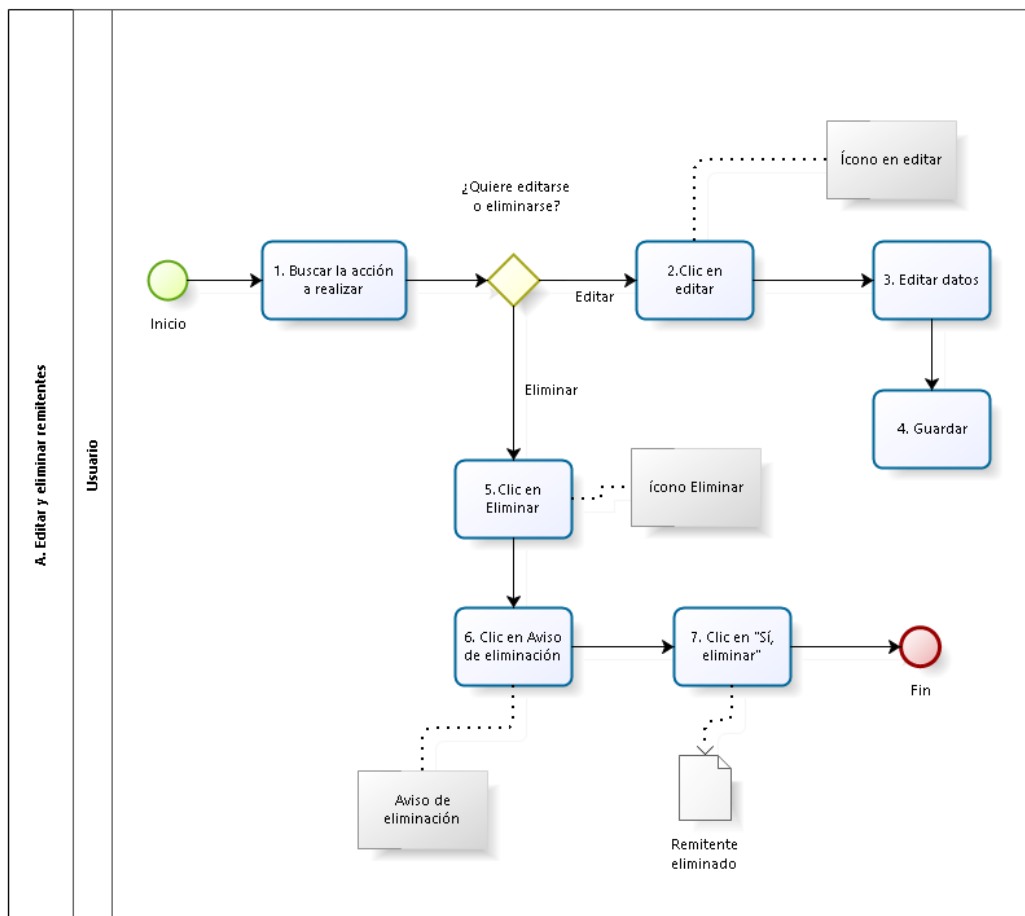 A. Editar y eliminar remitentes
Usuario
Inicio
1. Buscar la acción
a realizar
¿Quiere editarse
o eliminarse?
Editar
2.Clic en
editar
Ícono en editar
3. Editar datos
4. Guardar
Eliminar
5. Clic en
Eliminar
ícono Eliminar
6. Clic en Aviso
de eliminación
7. Clic en "Sí,
eliminar"
Fin
Aviso de
eliminación
Remitente
eliminado